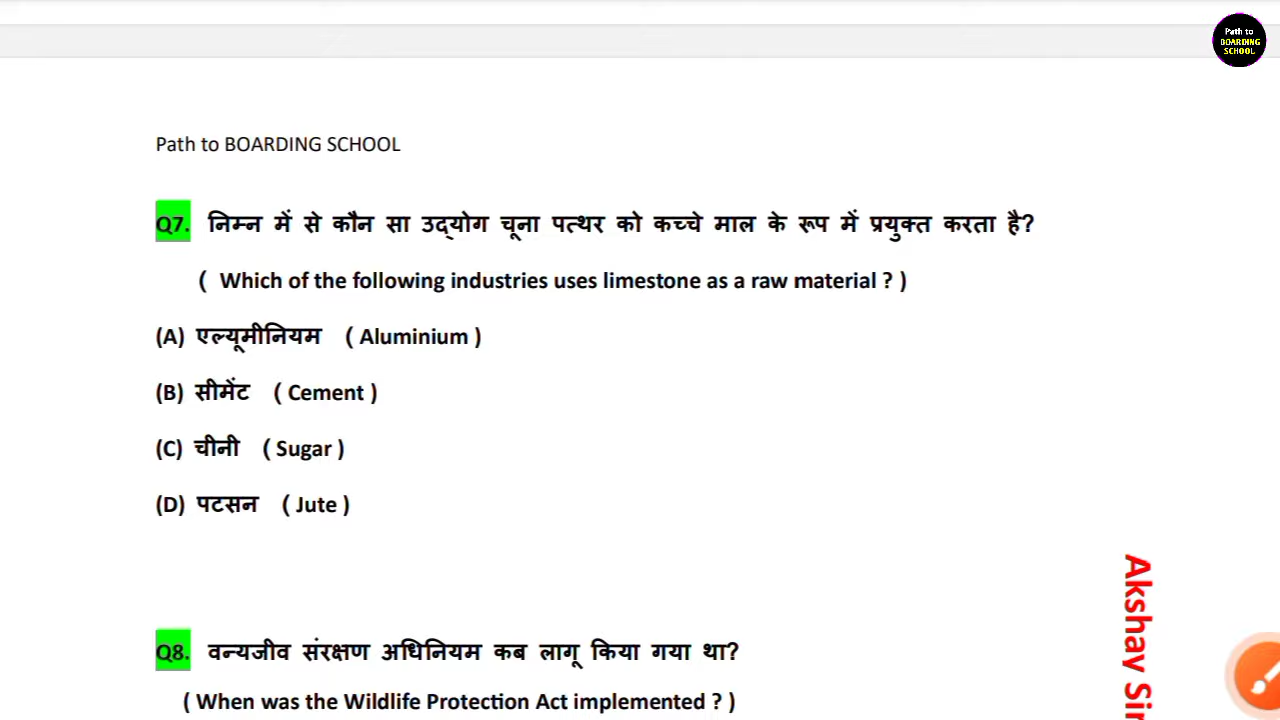 Path to
BOARDING
SCHOOL
Path to BOARDING SCHOOL
Q7. निम्न में से कौन सा उद्योग चूना पत्थर को कच्चे माल के रूप में प्रयुक्त करता है?
( Which of the following industries uses limestone as a raw material ? )
(A) एल्यूमीनियम ( Aluminium )
(B) सीमेंट ( Cement )
(C) चीनी ( Sugar )
(D) पटसन ( Jute )
Q8. वन्यजीव संरक्षण अधिनियम कब लागू किया गया था?
( When was the Wildlife Protection Act implemented ? )
Akshay